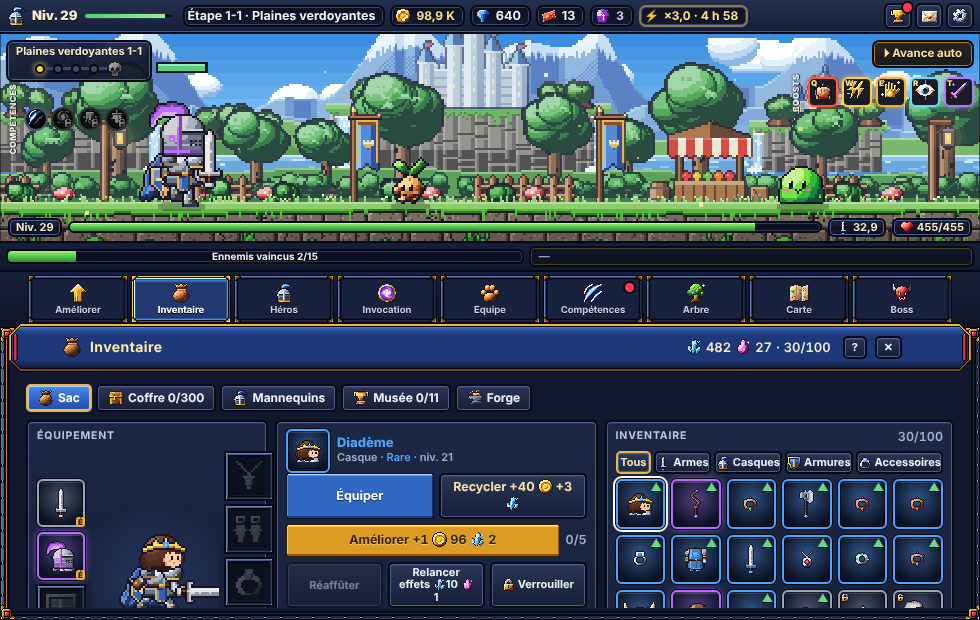 Niv. 29
Étape 1-1 · Plaines verdoyantes
98,9 K
640
13
3
×3,0 · 4 h 58
Plaines verdoyantes 1-1
Avance auto
COMPÉTENCES
BOOSTS
Q
W
E
R
T
Niv. 29
32,9
455/455
Ennemis vaincus 2/15
—
Améliorer
Inventaire
Héros
Invocation
Equipe
Compétences
Arbre
Carte
Boss
Inventaire
482
27 · 30/100
?
×
Sac
Coffre 0/300
Mannequins
Musée 0/11
Forge
ÉQUIPEMENT
E
E
Diadème
Casque · Rare · niv. 21
Équiper
Recycler +40 +3
Améliorer +1 96 2
0/5
Réaffûter
Relancer
effets 10
1
Verrouiller
INVENTAIRE
30/100
Tous
Armes
Casques
Armures
Accessoires